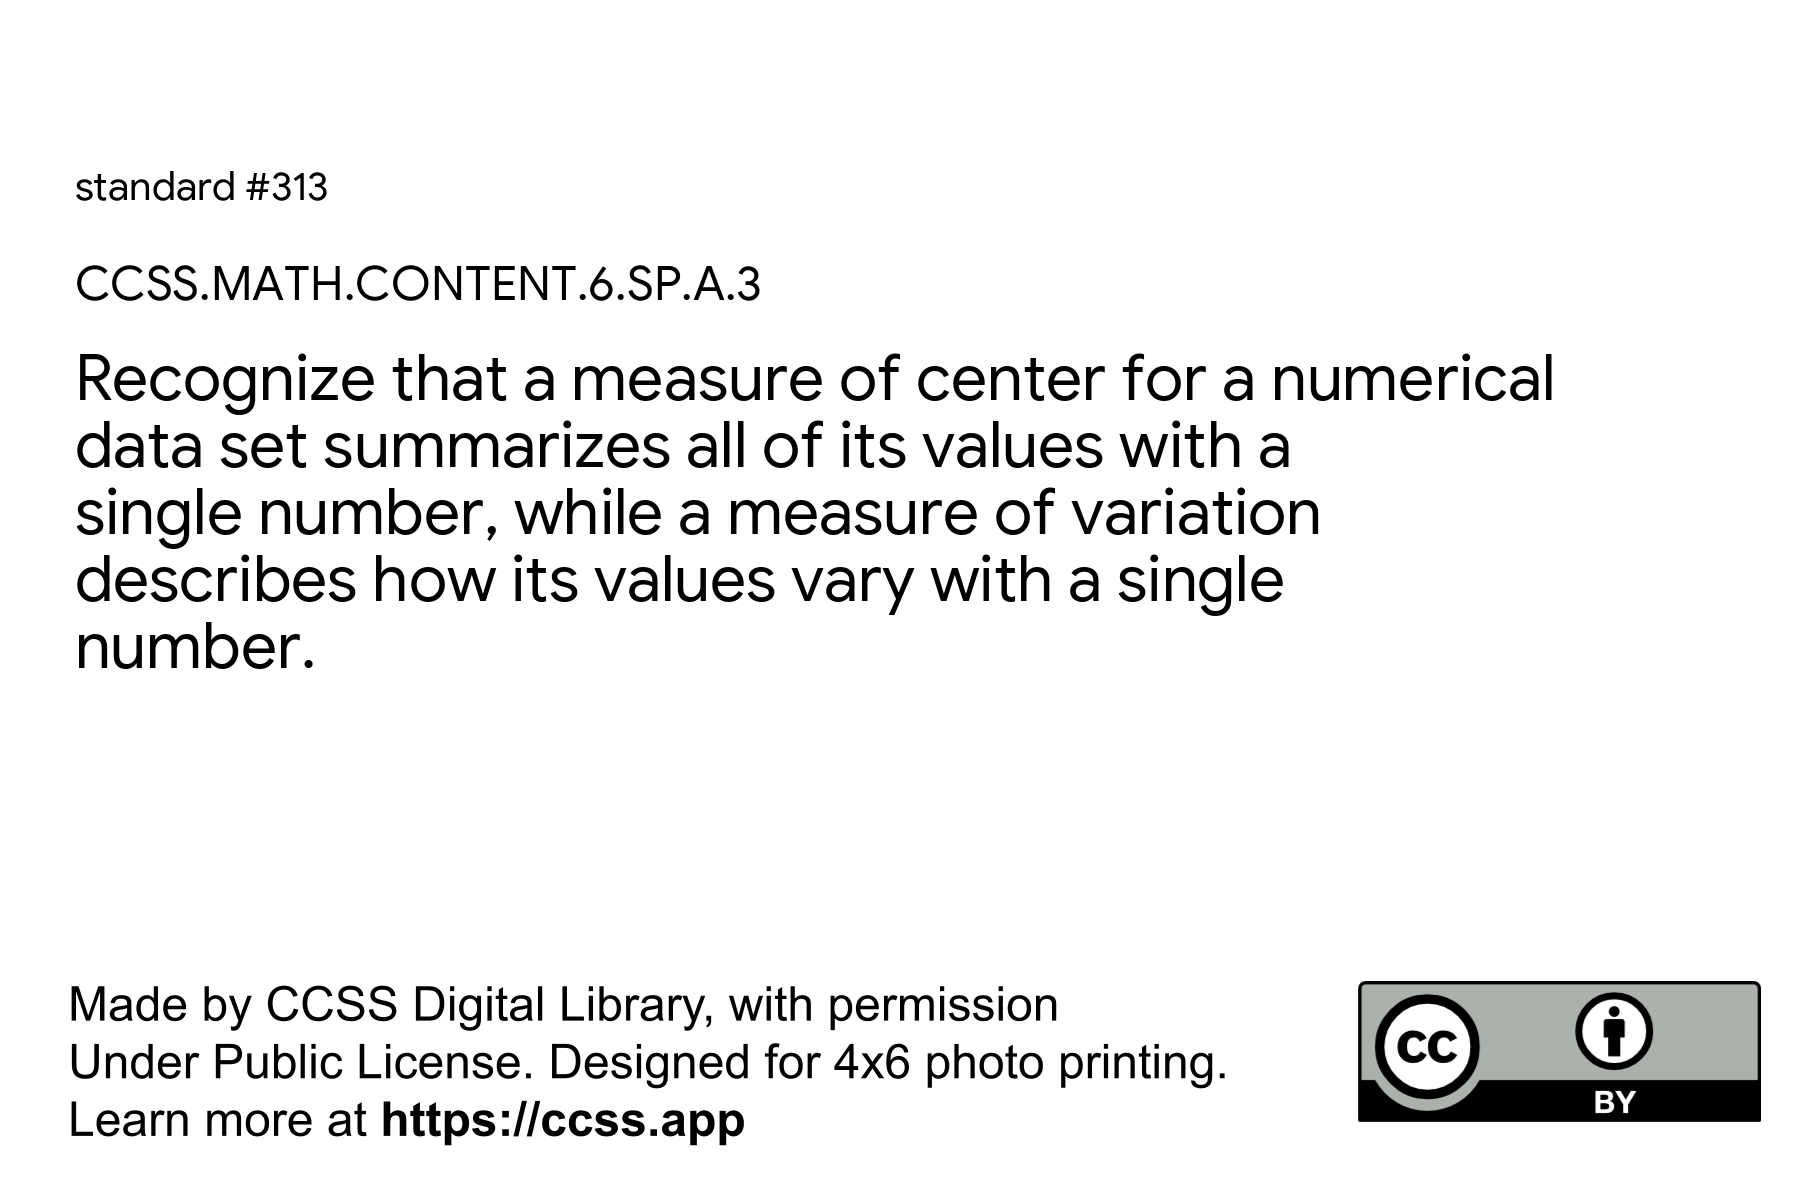 standard #313
CCSS.MATH.CONTENT.6.SP.A.3
Recognize that a measure of center for a numerical
data set summarizes all of its values with a
single number, while a measure of variation
describes how its values vary with a single
number.
Made by CCSS Digital Library, with permission
Under Public License. Designed for 4x6 photo printing.
Learn more at https://ccss.app
CC
BY